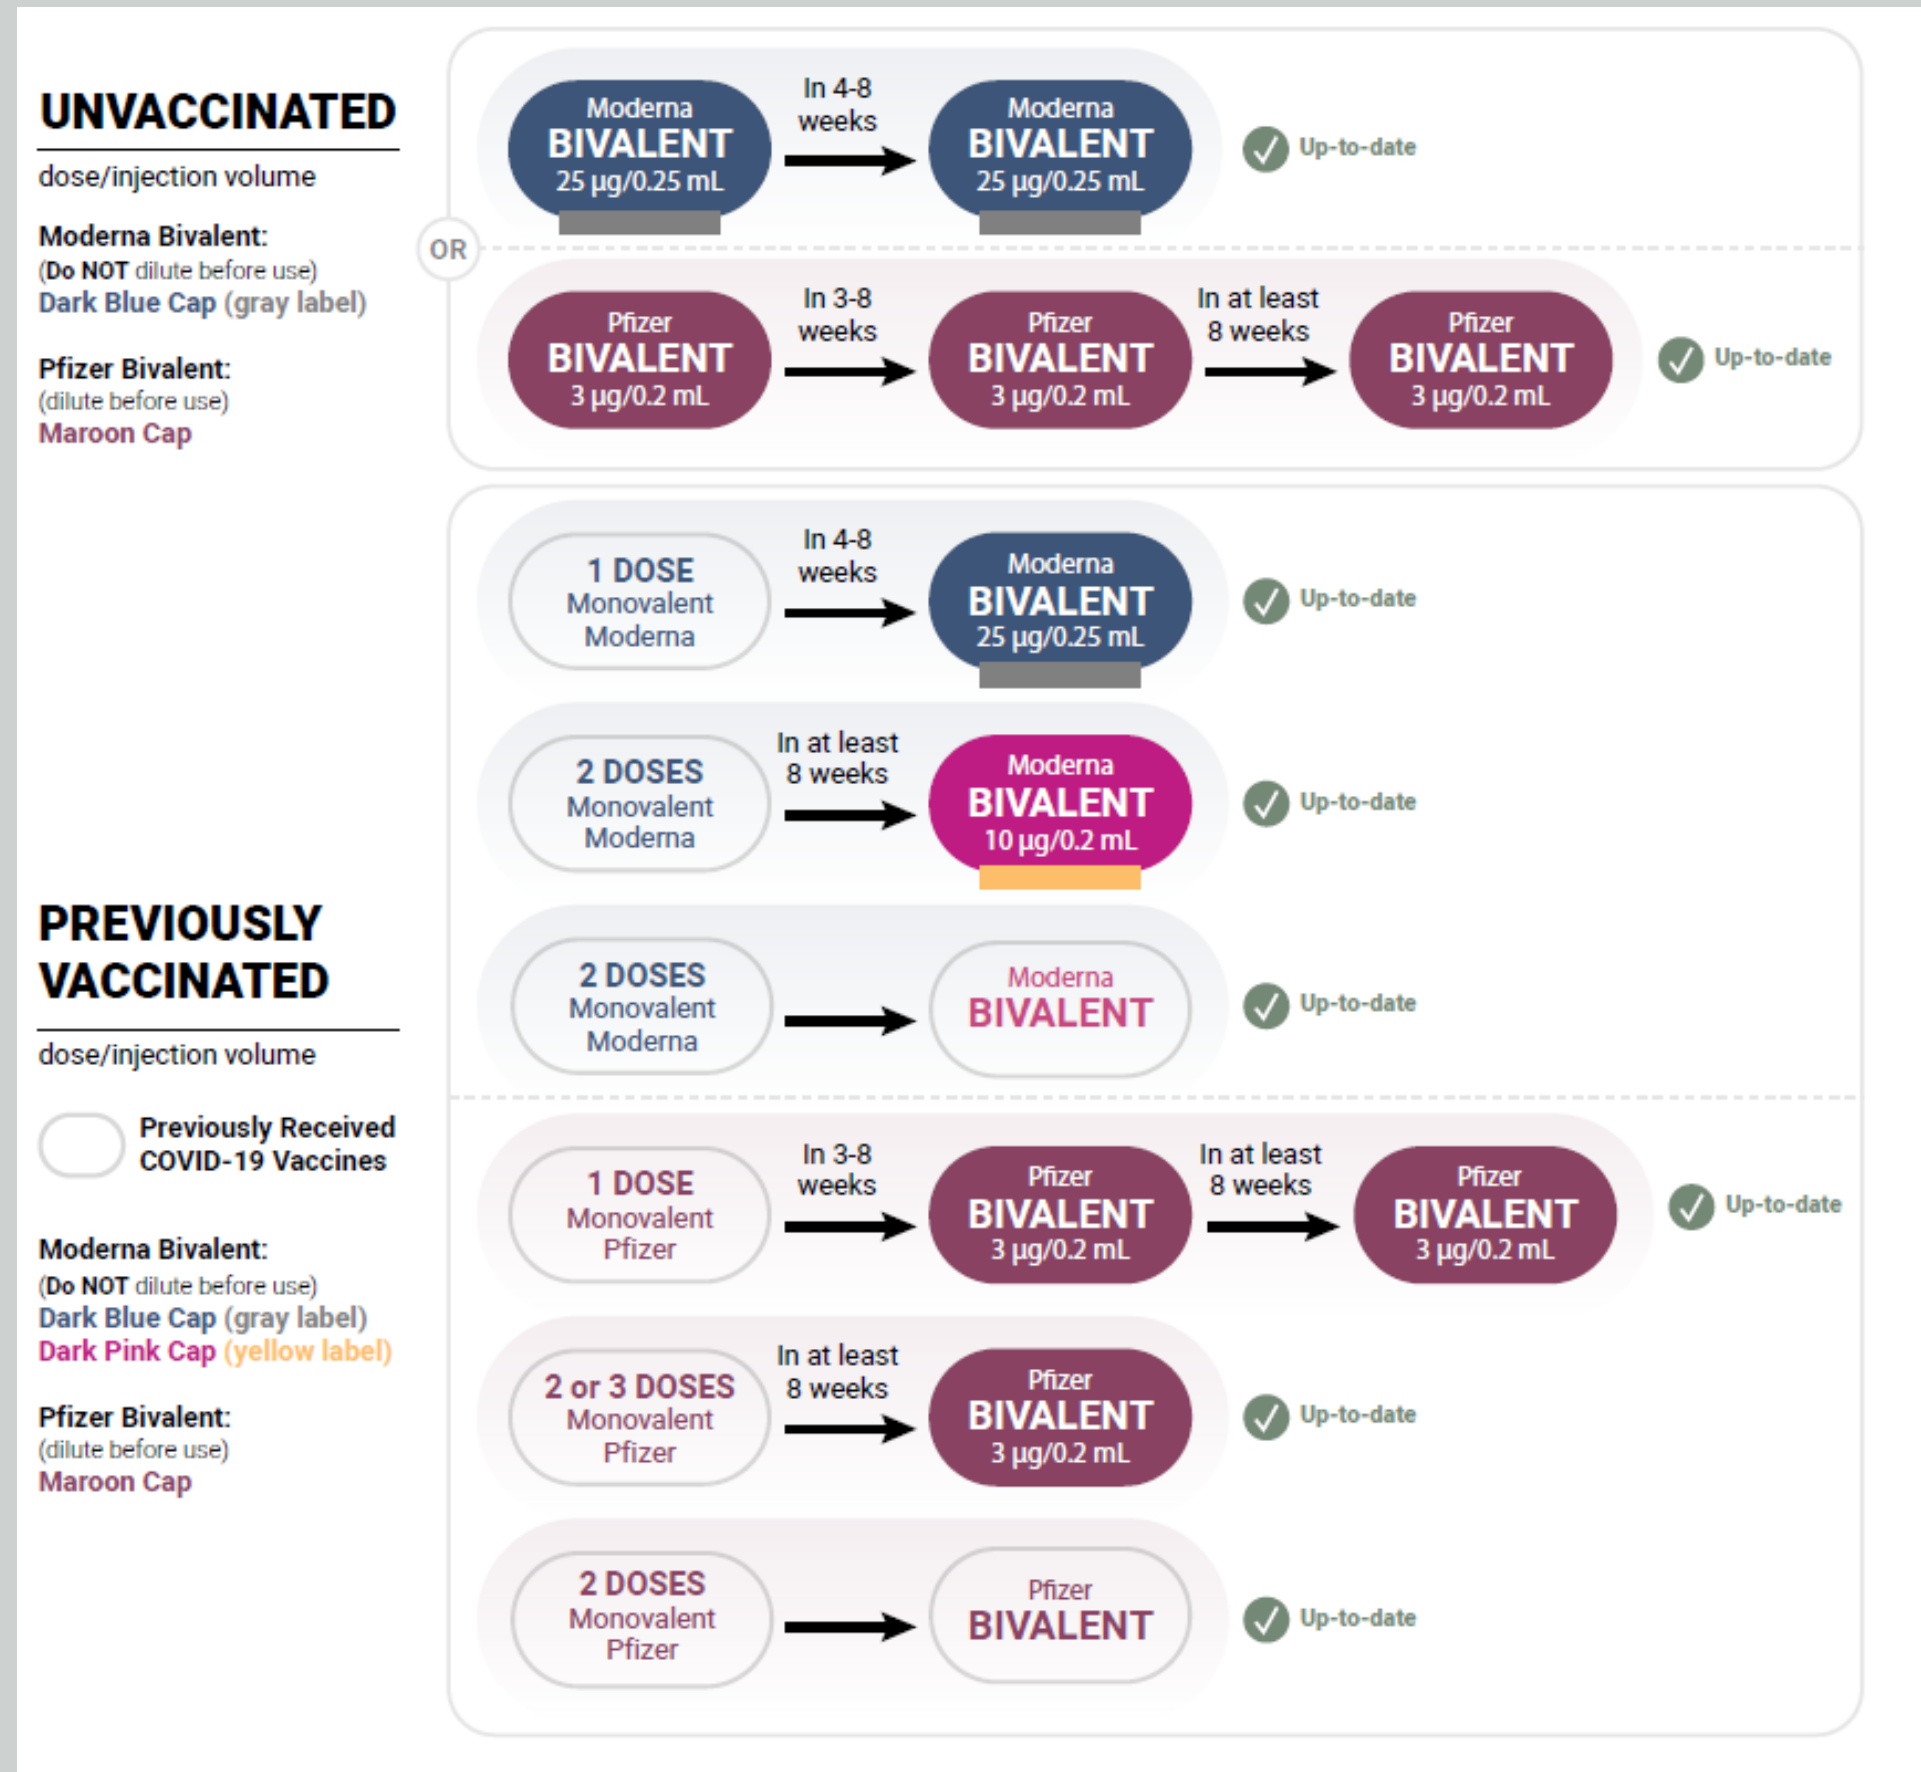 UNVACCINATED
dose/injection volume
Moderna Bivalent:
(Do NOT dilute before use)
Dark Blue Cap (gray label)
Pfizer Bivalent:
(dilute before use)
Maroon Cap
Moderna
BIVALENT
25 µg/0.25 mL
In 4-8
weeks
Moderna
BIVALENT
25 µg/0.25 mL
Up-to-date
OR
Pfizer
BIVALENT
3 µg/0.2 mL
In 3-8
weeks
Pfizer
BIVALENT
3 µg/0.2 mL
In at least
8 weeks
Pfizer
BIVALENT
3 µg/0.2 mL
Up-to-date
PREVIOUSLY
VACCINATED
dose/injection volume
Previously Received
COVID-19 Vaccines
Moderna Bivalent:
(Do NOT dilute before use)
Dark Blue Cap (gray label)
Dark Pink Cap (yellow label)
Pfizer Bivalent:
(dilute before use)
Maroon Cap
1 DOSE
Monovalent
Moderna
In 4-8
weeks
Moderna
BIVALENT
25 µg/0.25 mL
Up-to-date
2 DOSES
Monovalent
Moderna
In at least
8 weeks
Moderna
BIVALENT
10 µg/0.2 mL
Up-to-date
2 DOSES
Monovalent
Moderna
Moderna
BIVALENT
Up-to-date
1 DOSE
Monovalent
Pfizer
In 3-8
weeks
Pfizer
BIVALENT
3 µg/0.2 mL
In at least
8 weeks
Pfizer
BIVALENT
3 µg/0.2 mL
Up-to-date
2 or 3 DOSES
Monovalent
Pfizer
In at least
8 weeks
Pfizer
BIVALENT
3 µg/0.2 mL
Up-to-date
2 DOSES
Monovalent
Pfizer
Pfizer
BIVALENT
Up-to-date